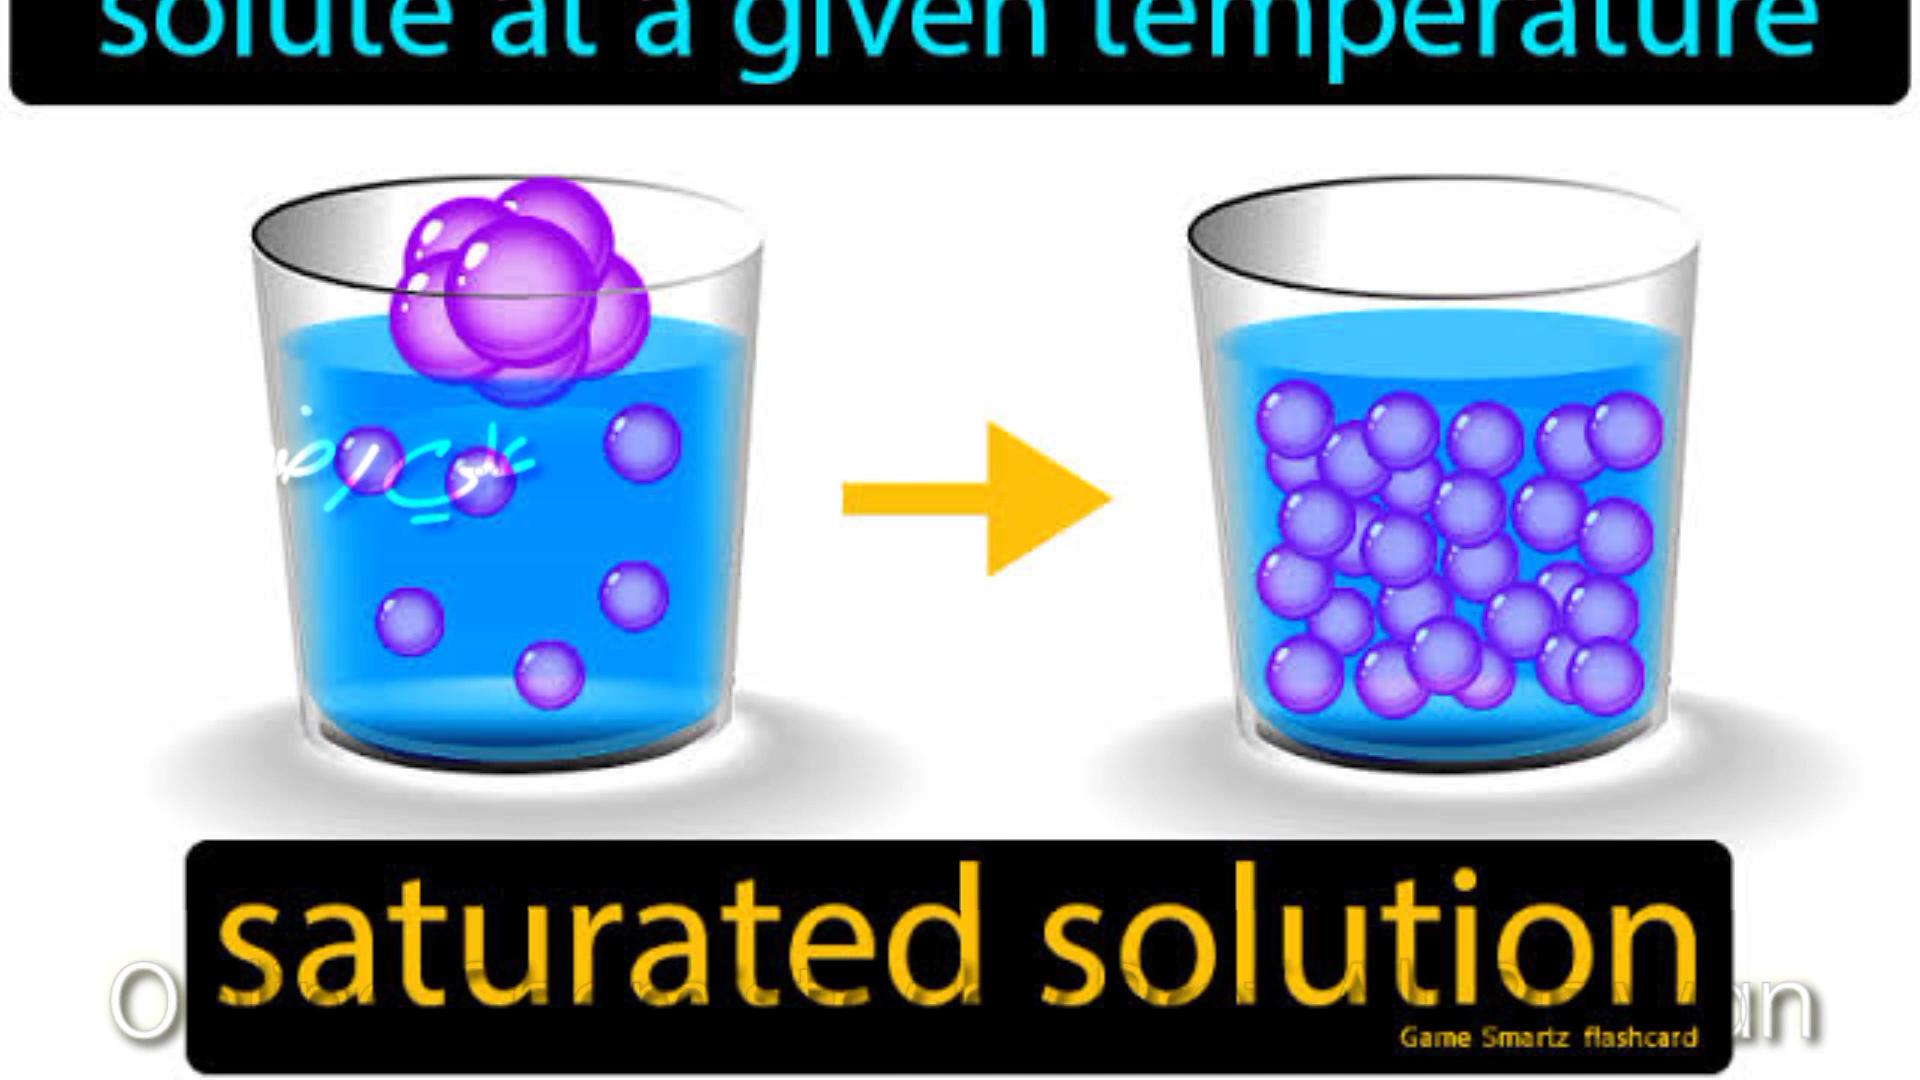 solute at a given temperature
saturated solution
Game Smartz flashcard